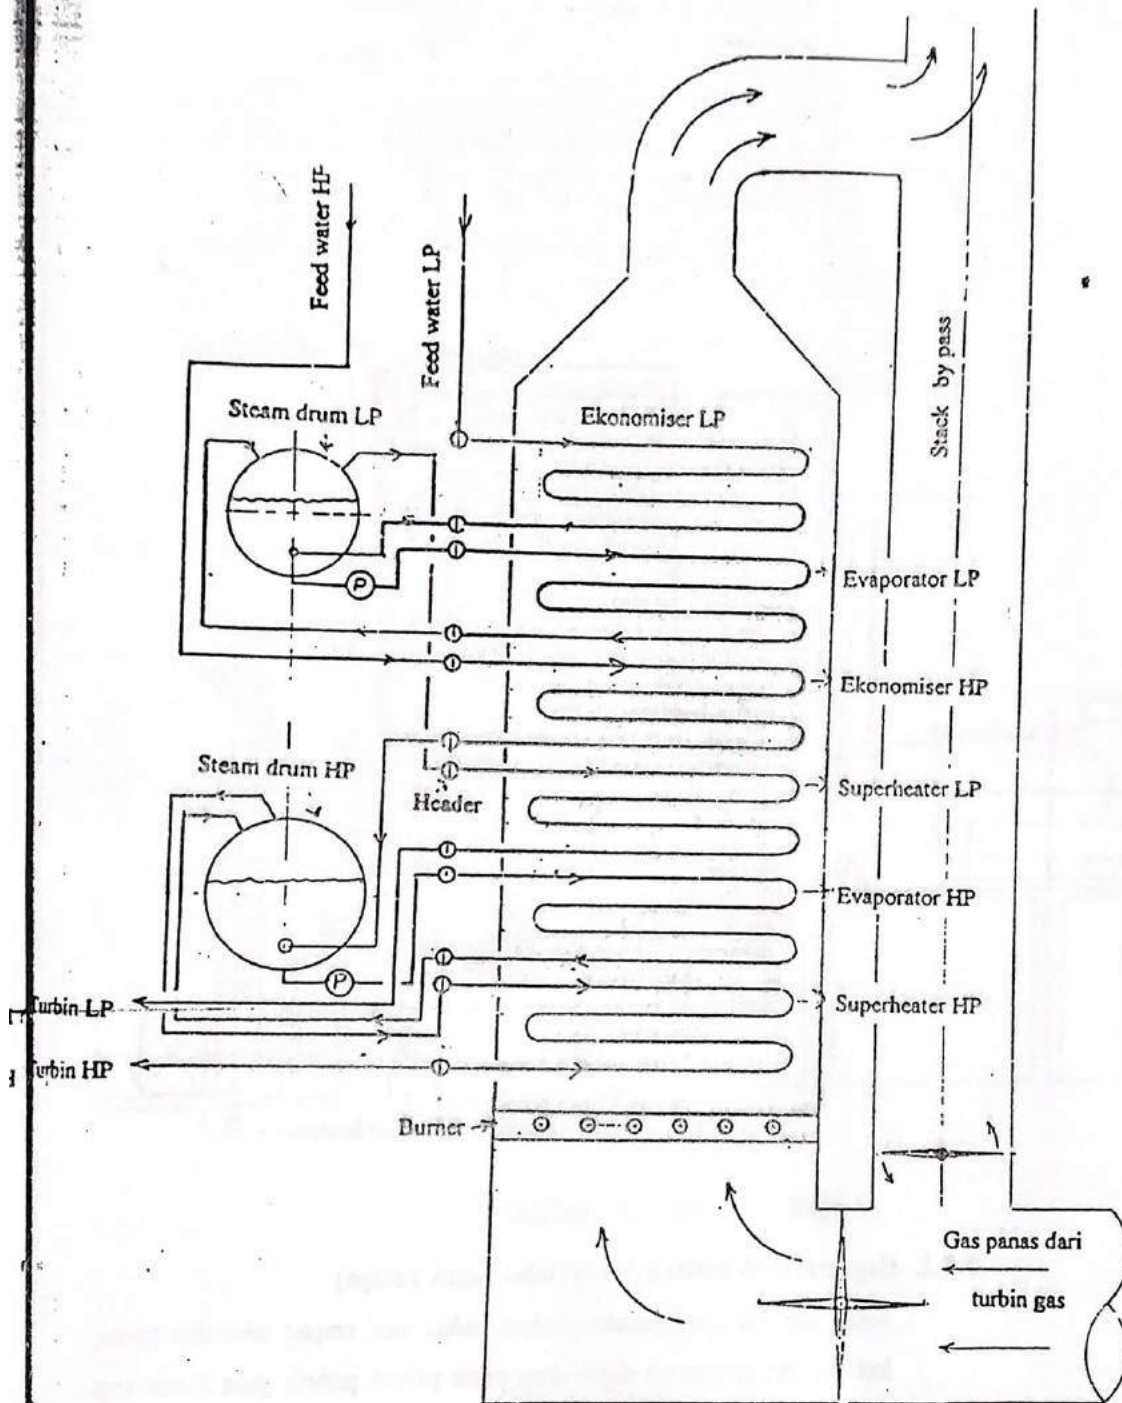 Feed water HP
Feed water LP
Steam drum LP
Ekonomiser LP
Stack by pass
P
Evaporator LP
Ekonomiser HP
Steam drum HP
Header
Superheater LP
Evaporator HP
P
Superheater HP
Turbin LP
Turbin HP
Burner
Gas panas dari
turbin gas